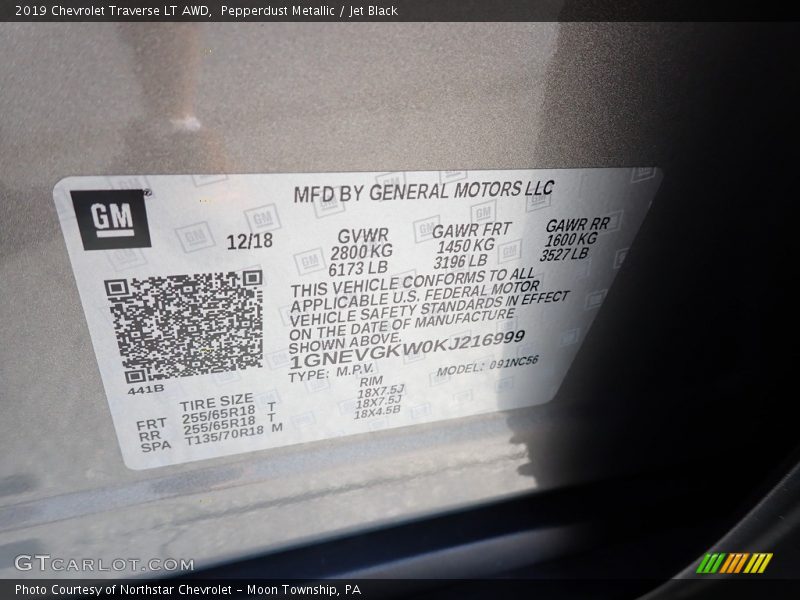 2019 Chevrolet Traverse LT AWD,  Pepperdust Metallic / Jet Black
MFD BY GENERAL MOTORS LLC
GM®
12/18
GVWR GAWR FRT GAWR RR
2800 KG 1450 KG 1600 KG
6173 LB 3196 LB 3527 LB
THIS VEHICLE CONFORMS TO ALL
APPLICABLE U.S. FEDERAL MOTOR
VEHICLE SAFETY STANDARDS IN EFFECT
ON THE DATE OF MANUFACTURE
SHOWN ABOVE.
1GNEVGKW0KJ216999
TYPE: M.P.V. MODEL: 091NC56
441B
TIRE SIZE RIM
FRT 255/65R18 T 18X7.5J
RR 255/65R18 T 18X7.5J
SPA T135/70R18 M 18X4.5B
GTCARLOT.COM
Photo Courtesy of Northstar Chevrolet – Moon Township, PA